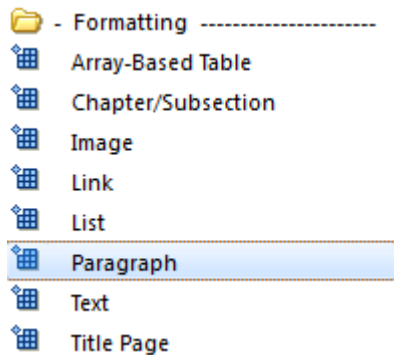 - Formatting ----------------------
Array-Based Table
Chapter/Subsection
Image
Link
List
Paragraph
Text
Title Page